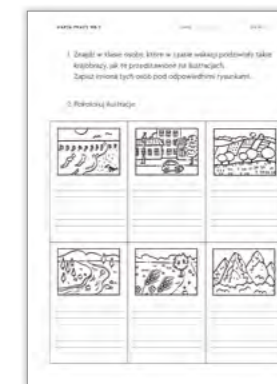 KARTA PRACY NR 2
1. Znajdź w klasie osoby, które w czasie wakacji podziwiały takie
krajobrazy, jak te przedstawione na ilustracjach.
Zapisz imiona tych osób pod odpowiednimi rysunkami.
2. Pokoloruj ilustracje.